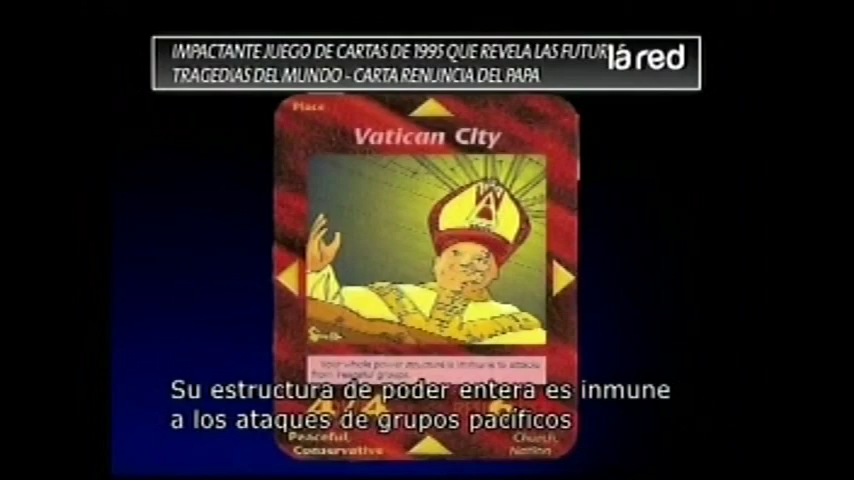 IMPACTANTE JUEGO DE CARTAS DE 1995 QUE REVELA LAS FUTUR
la red
TRAGEDIAS DEL MUNDO - CARTA RENUNCIA DEL PAPA
Place
Vatican City
Your whole power structure is immune to attacks
from Peaceful groups.
Su estructura de poder entera es inmune
a los ataques de grupos pacíficos
4/4
Peaceful,
Conservative
Church,
Nation